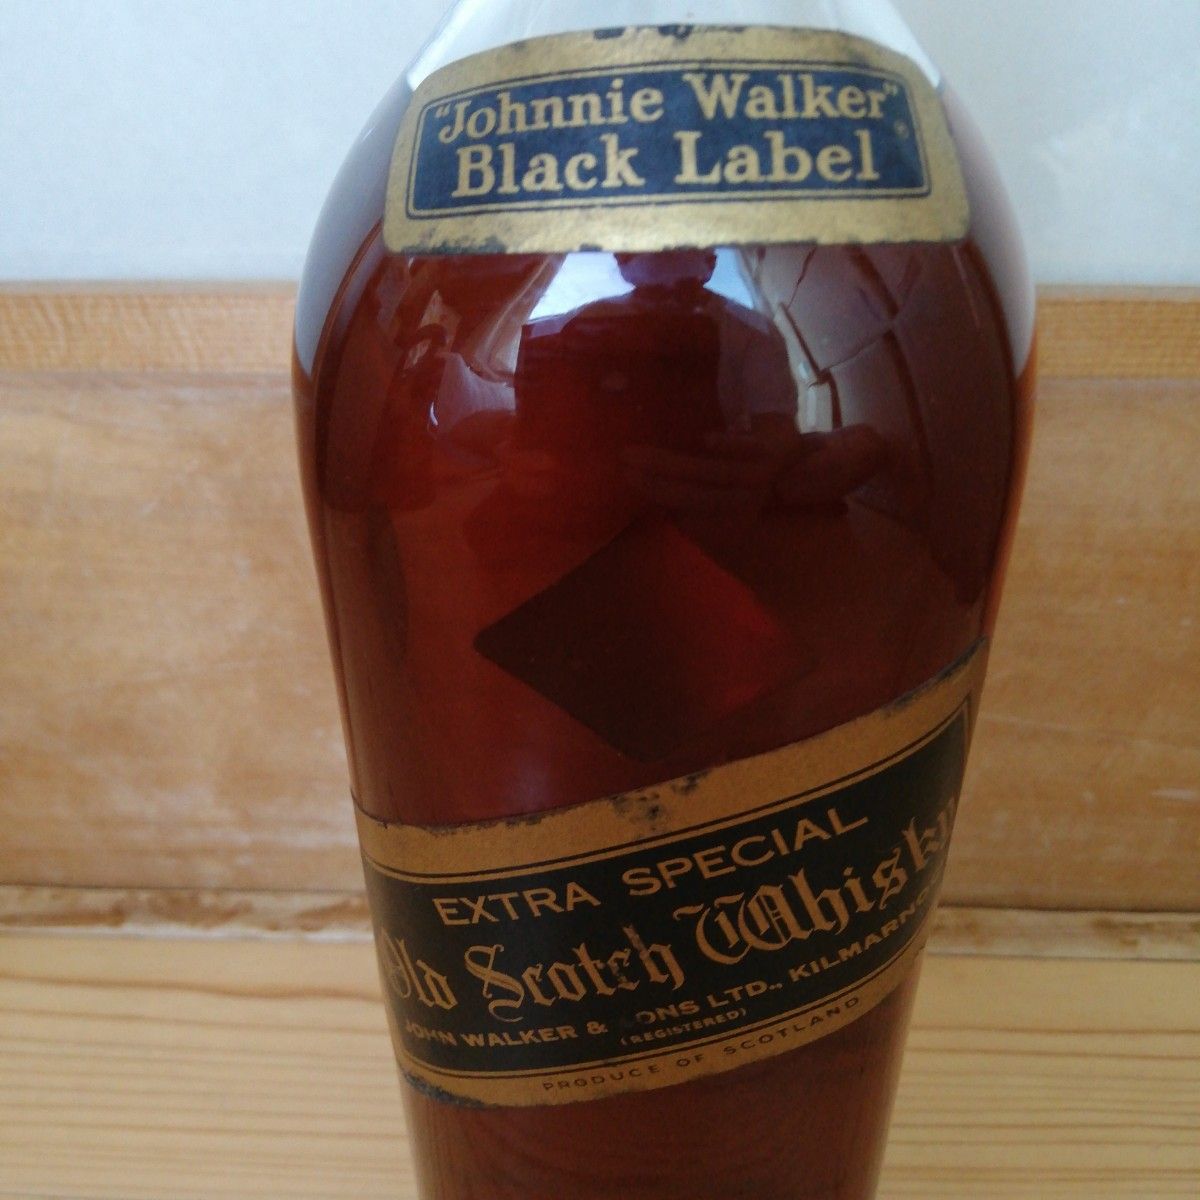 "Johnnie Walker"
Black Label
EXTRA SPECIAL
Old Scotch Whisky
JOHN WALKER & SONS LTD., KILMARNOCK
(REGISTERED)
PRODUCE OF SCOTLAND